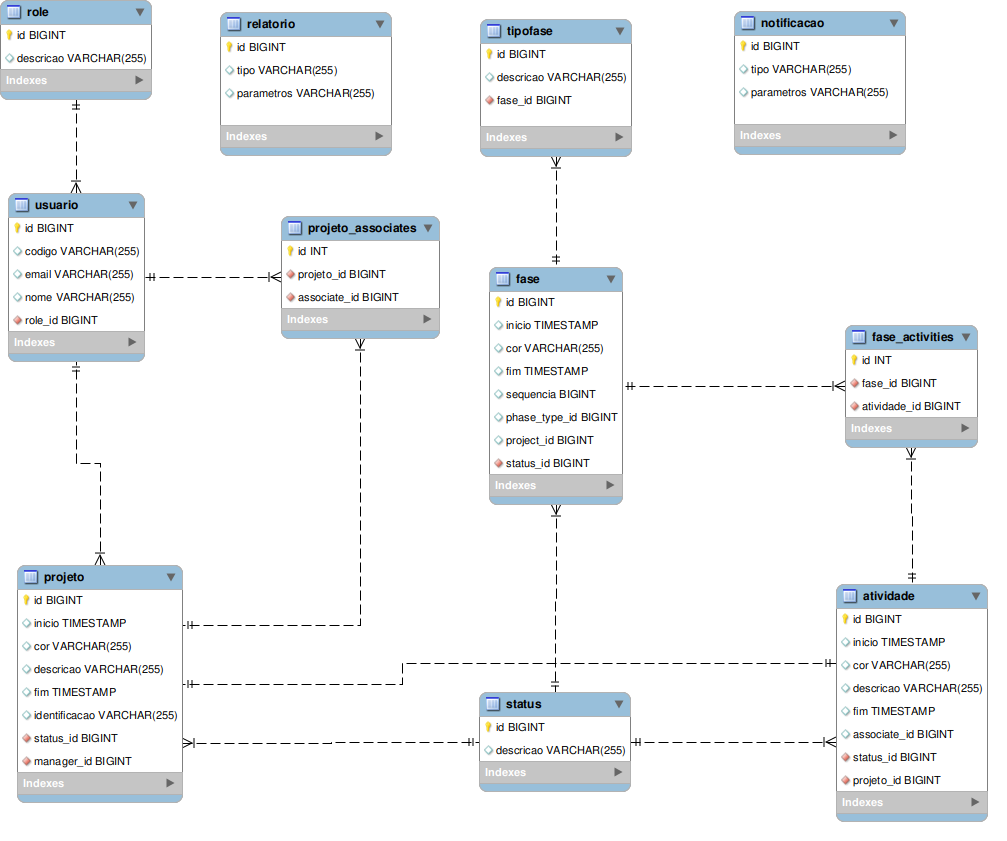 role
id BIGINT
descricao VARCHAR(255)
Indexes
relatorio
id BIGINT
tipo VARCHAR(255)
parametros VARCHAR(255)
Indexes
tipofase
id BIGINT
descricao VARCHAR(255)
fase_id BIGINT
Indexes
notificacao
id BIGINT
tipo VARCHAR(255)
parametros VARCHAR(255)
Indexes
usuario
id BIGINT
codigo VARCHAR(255)
email VARCHAR(255)
nome VARCHAR(255)
role_id BIGINT
Indexes
projeto_associates
id INT
projeto_id BIGINT
associate_id BIGINT
Indexes
fase
id BIGINT
inicio TIMESTAMP
cor VARCHAR(255)
fim TIMESTAMP
sequencia BIGINT
phase_type_id BIGINT
project_id BIGINT
status_id BIGINT
Indexes
fase_activities
id INT
fase_id BIGINT
atividade_id BIGINT
Indexes
projeto
id BIGINT
inicio TIMESTAMP
cor VARCHAR(255)
descricao VARCHAR(255)
fim TIMESTAMP
identificacao VARCHAR(255)
status_id BIGINT
manager_id BIGINT
Indexes
status
id BIGINT
descricao VARCHAR(255)
Indexes
atividade
id BIGINT
inicio TIMESTAMP
cor VARCHAR(255)
descricao VARCHAR(255)
fim TIMESTAMP
associate_id BIGINT
status_id BIGINT
projeto_id BIGINT
Indexes